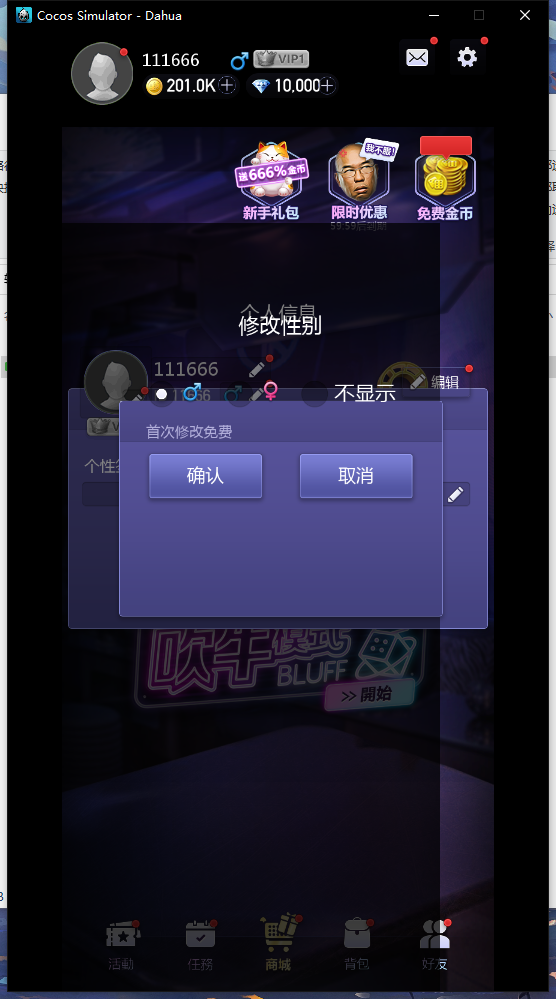 Cocos Simulator - Dahua
111666
VIP1
201.0K
10,000
送666%金币
我不服!
新手礼包
限时优惠
免费金币
59:59后到期
个人信息
修改性别
111666
编辑
不显示
首次修改免费
确认
取消
吹牛模式
BLUFF
>> 開始
活動
任務
商城
背包
好友